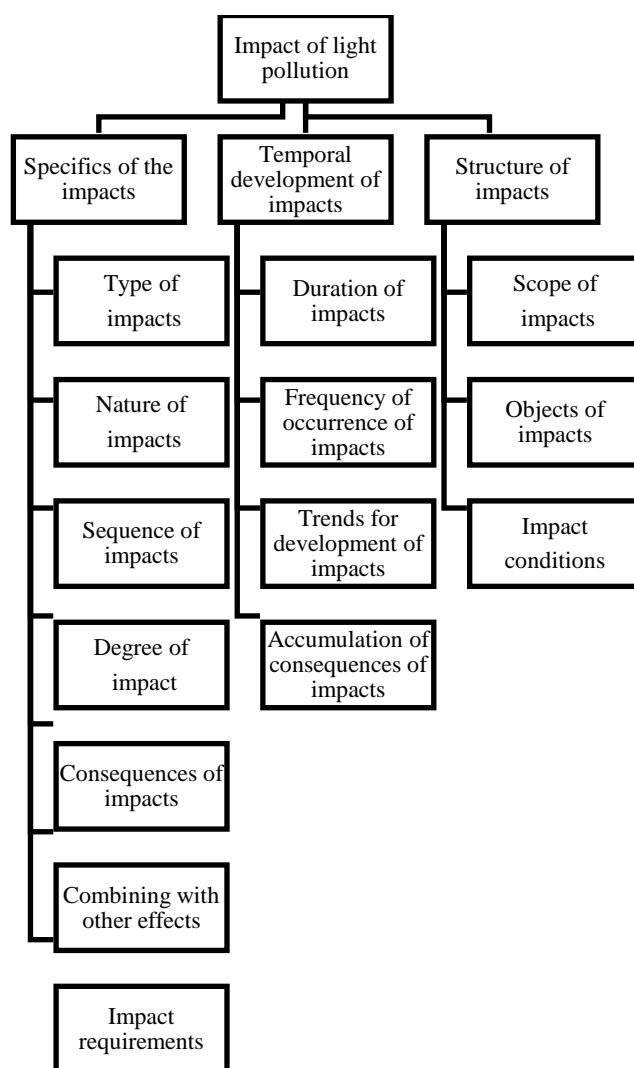 Impact of light
pollution
Specifics of the
impacts
Type of
impacts
Nature of
impacts
Sequence of
impacts
Degree of
impact
Consequences of
impacts
Combining with
other effects
Impact
requirements
Temporal
development of
impacts
Duration of
impacts
Frequency of
occurrence of
impacts
Trends for
development of
impacts
Accumulation of
consequences of
impacts
Structure of
impacts
Scope of
impacts
Objects of
impacts
Impact
conditions